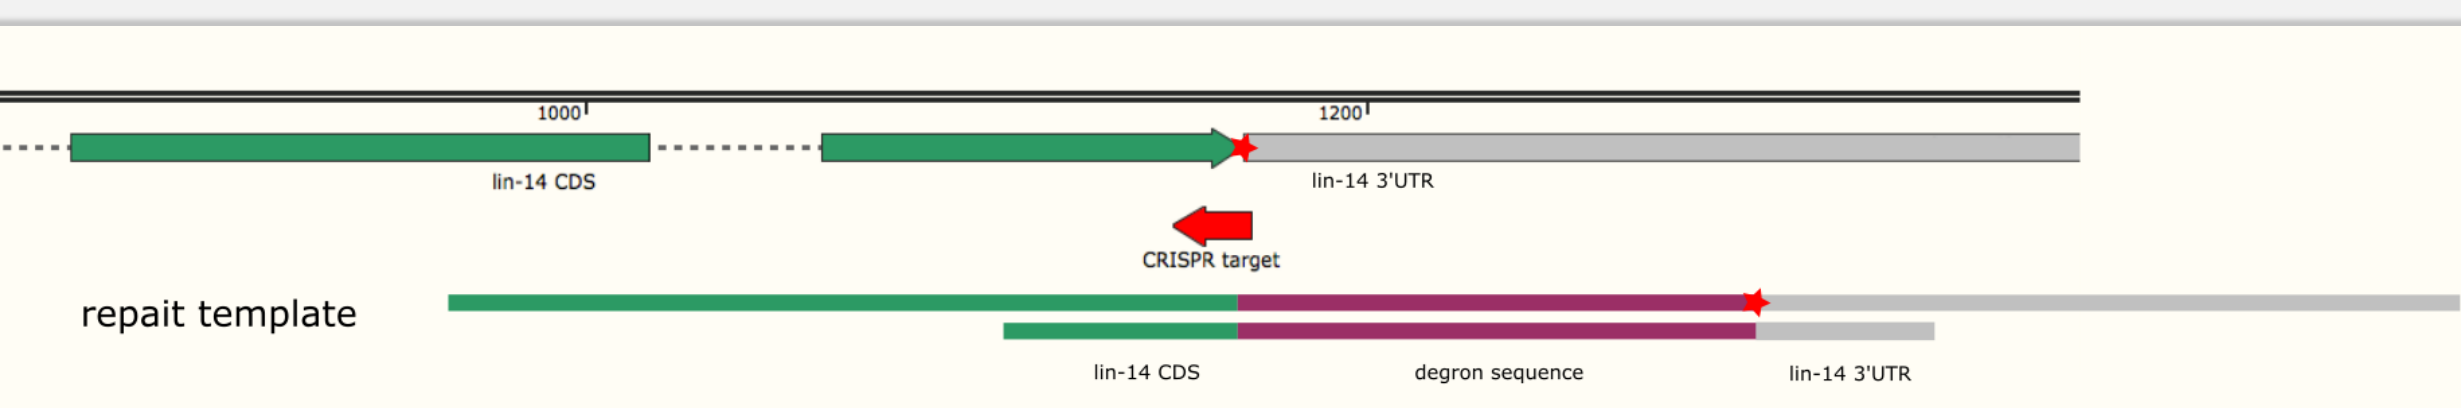 1000
1200
lin-14 CDS
lin-14 3'UTR
CRISPR target
repait template
lin-14 CDS
degron sequence
lin-14 3'UTR